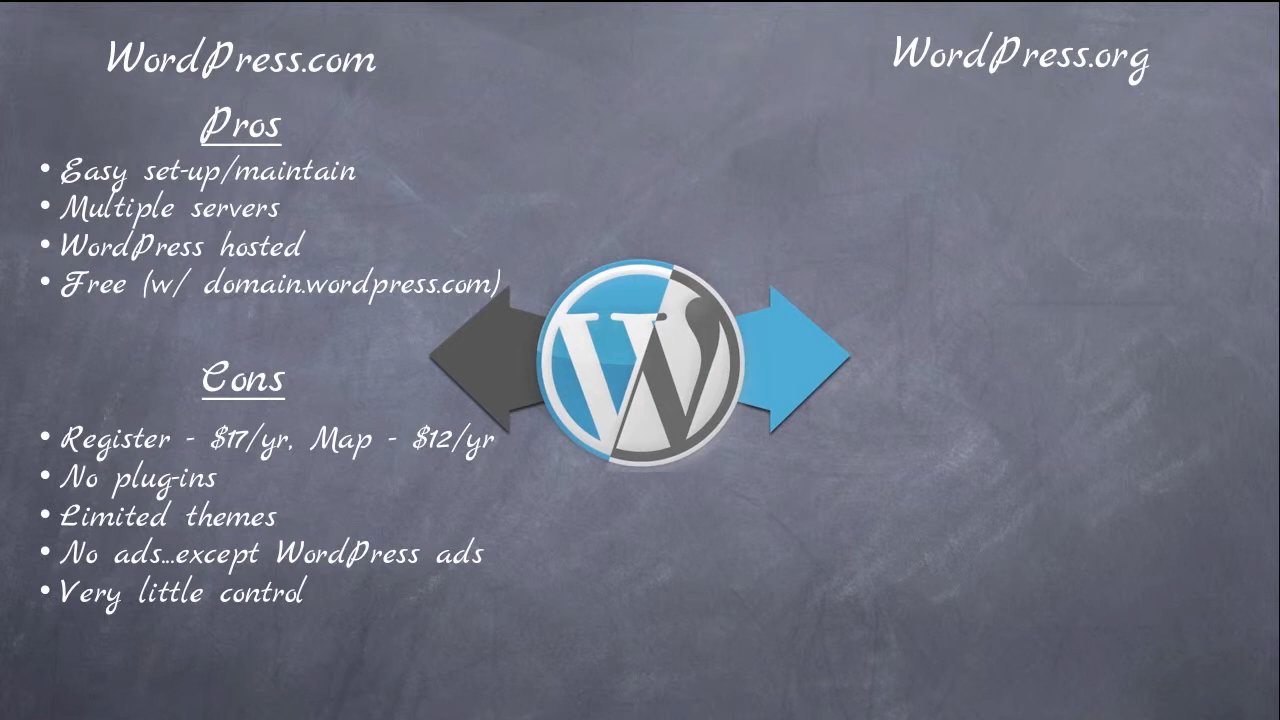 WordPress.com
Pros
• Easy set-up/maintain
• Multiple servers
• WordPress hosted
• Free (w/ domain.wordpress.com)
Cons
• Register - $17/yr, Map - $12/yr
• No plug-ins
• Limited themes
• No ads...except WordPress ads
• Very little control
WordPress.org
W